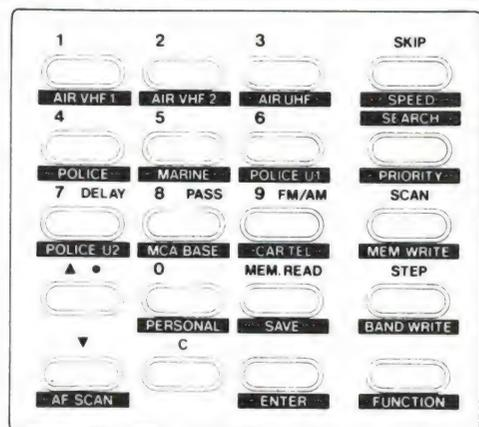 1 2 3 SKIP
AIR VHF 1 AIR VHF 2 AIR UHF SPEED
4 5 6 SEARCH
POLICE MARINE POLICE U1 PRIORITY
7 DELAY 8 PASS 9 FM/AM SCAN
POLICE U2 MCA BASE CAR TEL MEM WRITE
▲ ● 0 MEM. READ STEP
PERSONAL SAVE BAND WRITE
▼ C
AF SCAN ENTER FUNCTION